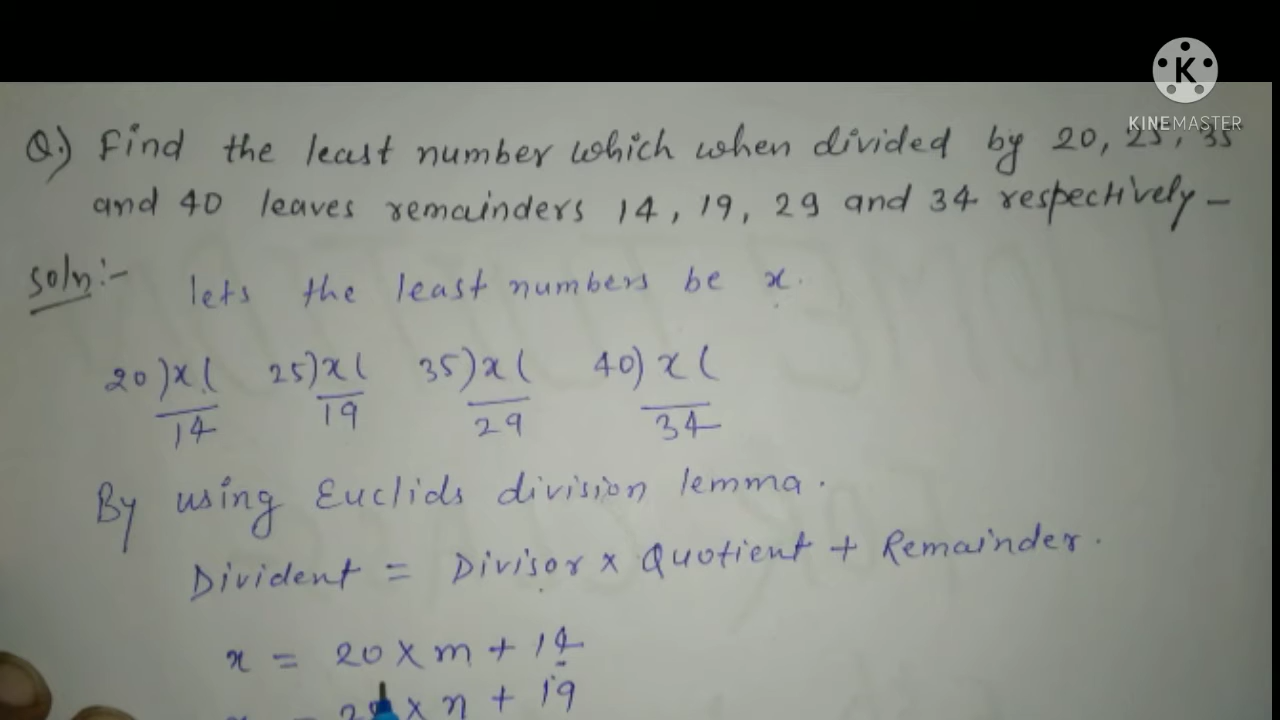 K
KINEMASTER
Q.) Find the least number which when divided by 20, 25, 35
and 40 leaves remainders 14, 19, 29 and 34 respectively -
Soln:- lets the least numbers be x.
20)x( 25)x( 35)x( 40)x(
14 19 29 34
By using Euclids division lemma.
Divident = Divisor × Quotient + Remainder.
x = 20 × m + 14
× n + 19